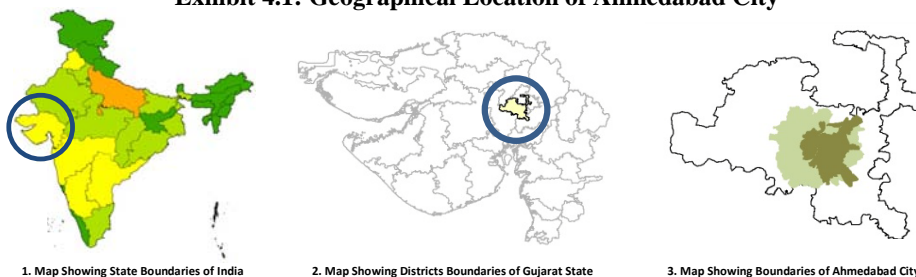 Exhibit 4.1: Geographical Location of Ahmedabad City
1. Map Showing State Boundaries of India
2. Map Showing Districts Boundaries of Gujarat State
3. Map Showing Boundaries of Ahmedabad City